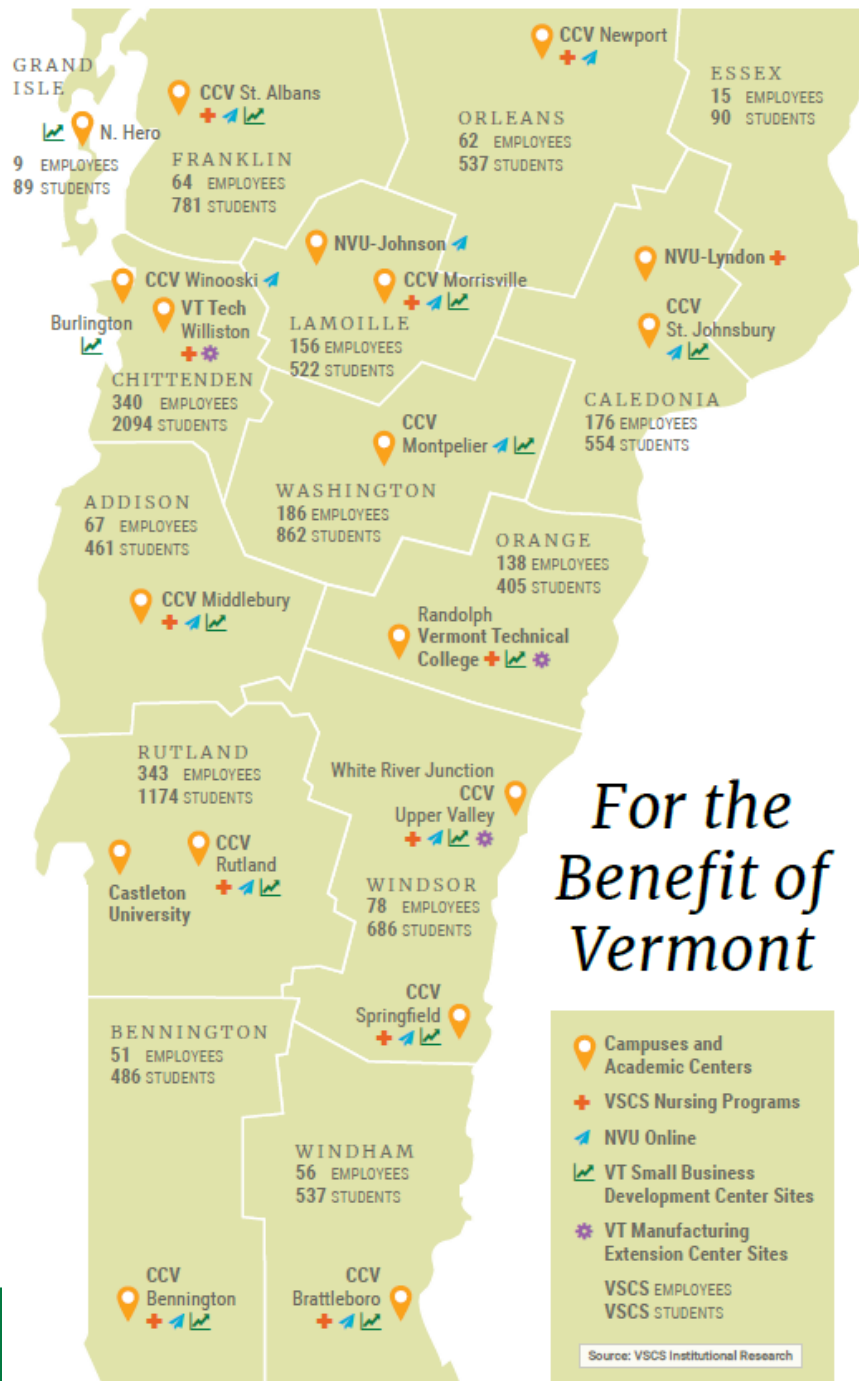 GRAND
ISLE
N. Hero
9 EMPLOYEES
89 STUDENTS
CCV St. Albans
FRANKLIN
64 EMPLOYEES
781 STUDENTS
CCV Newport
ORLEANS
62 EMPLOYEES
537 STUDENTS
ESSEX
15 EMPLOYEES
90 STUDENTS
NVU-Johnson
CCV Morrisville
LAMOILLE
156 EMPLOYEES
522 STUDENTS
CCV Winooski
VT Tech
Williston
Burlington
CHITTENDEN
340 EMPLOYEES
2094 STUDENTS
NVU-Lyndon
CCV
St. Johnsbury
CALEDONIA
176 EMPLOYEES
554 STUDENTS
CCV
Montpelier
WASHINGTON
186 EMPLOYEES
862 STUDENTS
ADDISON
67 EMPLOYEES
461 STUDENTS
CCV Middlebury
ORANGE
138 EMPLOYEES
405 STUDENTS
Randolph
Vermont Technical
College
RUTLAND
343 EMPLOYEES
1174 STUDENTS
CCV
Rutland
Castleton
University
White River Junction
CCV
Upper Valley
WINDSOR
78 EMPLOYEES
686 STUDENTS
CCV
Springfield
For the
Benefit of
Vermont
BENNINGTON
51 EMPLOYEES
486 STUDENTS
WINDHAM
56 EMPLOYEES
537 STUDENTS
CCV
Bennington
CCV
Brattleboro
Campuses and
Academic Centers
VSCS Nursing Programs
NVU Online
VT Small Business
Development Center Sites
VT Manufacturing
Extension Center Sites
VSCS EMPLOYEES
VSCS STUDENTS
Source: VSCS Institutional Research